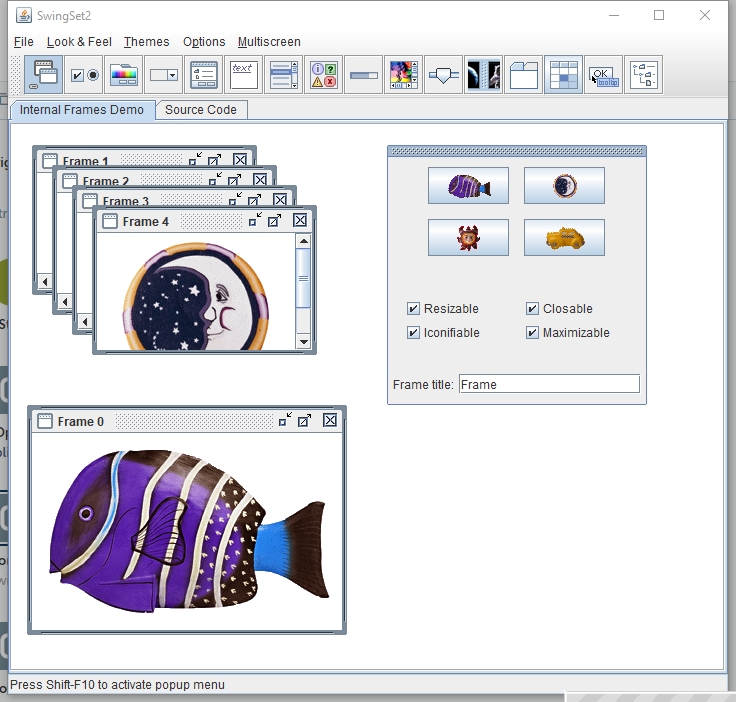 SwingSet2
File Look & Feel Themes Options Multiscreen
text
OK
tooltip
Internal Frames Demo Source Code
Frame 1
Frame 2
Frame 3
Frame 4
Resizable Closable
Iconifiable Maximizable
Frame title: Frame
Frame 0
Press Shift-F10 to activate popup menu